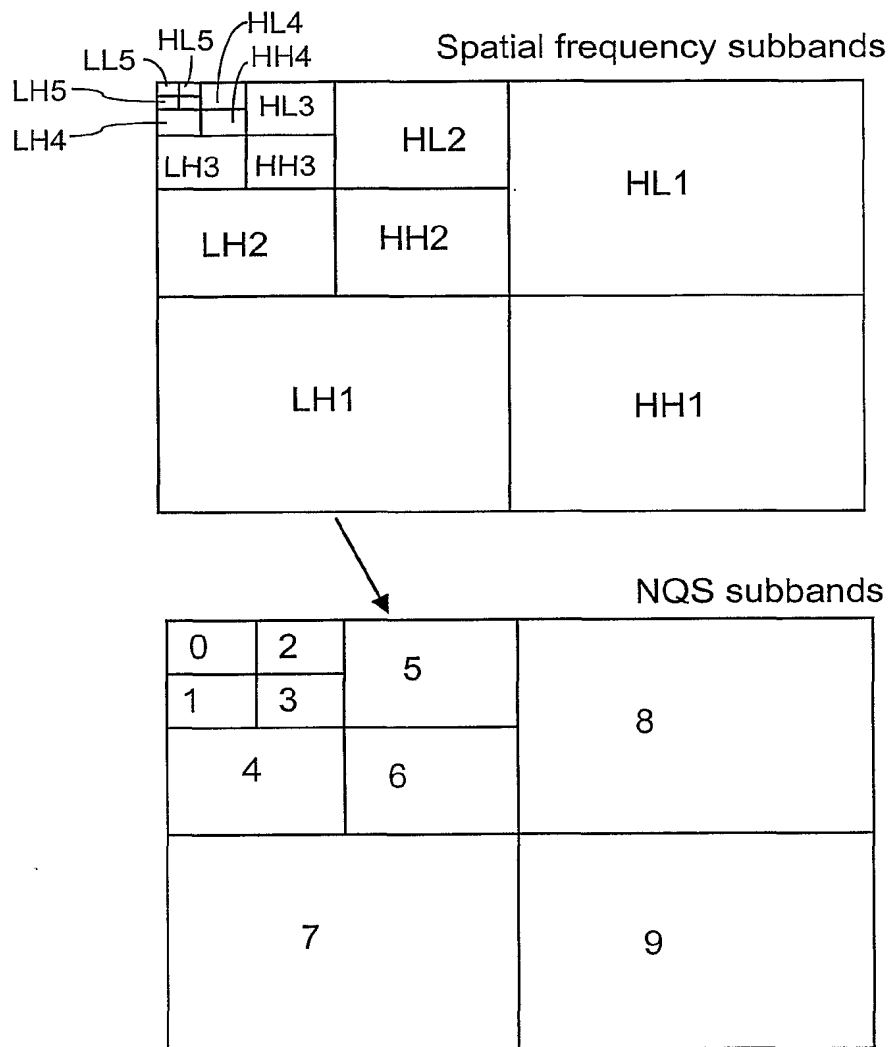 HL4
HL5
Spatial frequency subbands
LL5
HH4
LH5
HL3
LH4
HL2
LH3
HH3
HL1
LH2
HH2
LH1
HH1
NQS subbands
0
2
5
1
3
8
4
6
7
9